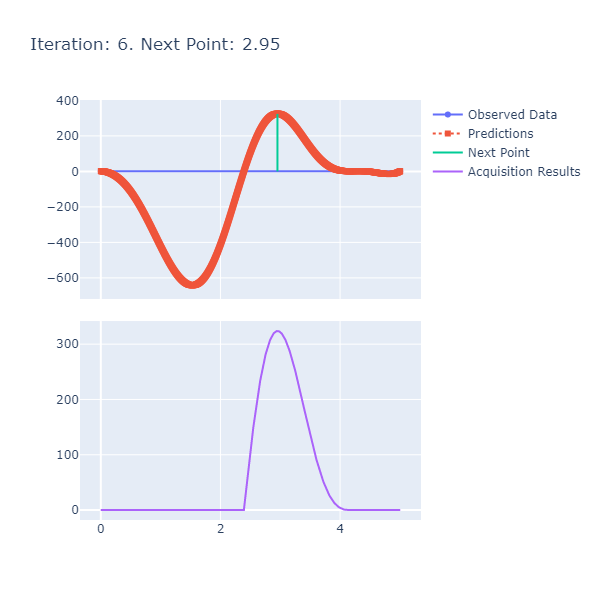 Iteration: 6. Next Point: 2.95
400
200
0
−200
−400
−600
Observed Data
Predictions
Next Point
Acquisition Results
300
200
100
0
0
2
4